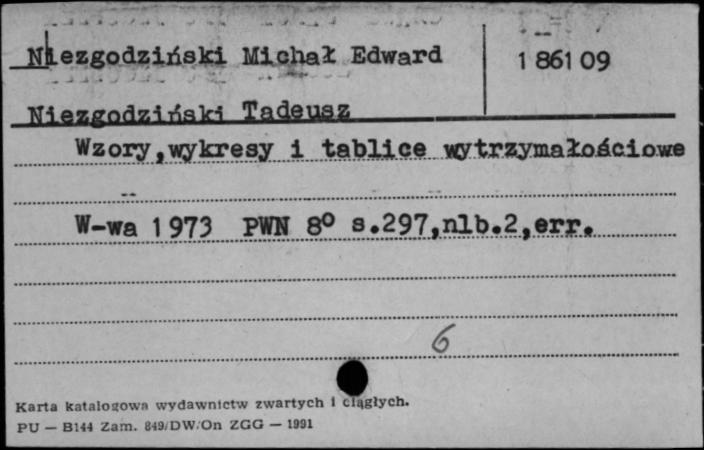 Niezgodziński Michał Edward
1 861 09
Niezgodziński Tadeusz
Wzory,wykresy i tablice wytrzymałościowe
W-wa 1973 PWN 8º s.297,nlb.2,err.
6
Karta katalogowa wydawnictw zwartych i ciągłych.
PU — B144 Zam. 849/DW/On ZGG — 1991